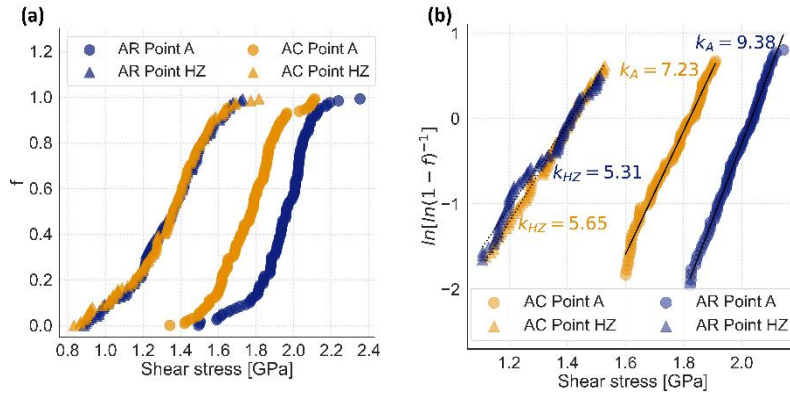 (a)
AR Point A
AC Point A
AR Point HZ
AC Point HZ
1.2
1.0
0.8
0.6
0.4
0.2
0.0
f
0.8 1.0 1.2 1.4 1.6 1.8 2.0 2.2 2.4
Shear stress [GPa]
(b)
k_A = 9.38
k_A = 7.23
k_HZ = 5.31
k_HZ = 5.65
1
0
−1
−2
ln[ln(1 − f)⁻¹]
AC Point A
AR Point A
AC Point HZ
AR Point HZ
1.2 1.4 1.6 1.8 2.0
Shear stress [GPa]